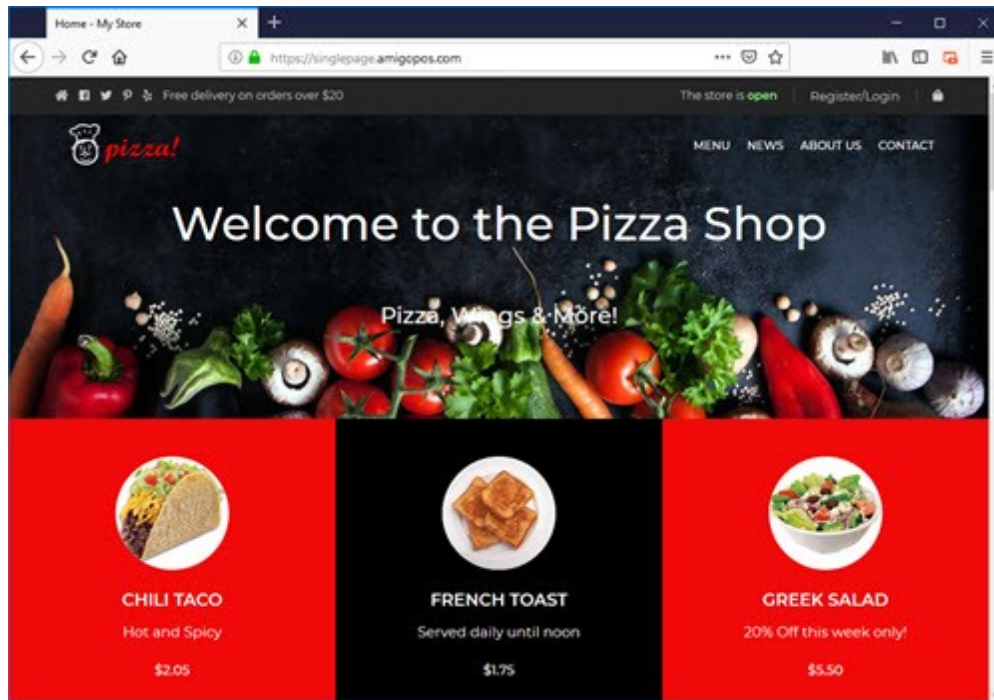 Home - My Store
https://singlepage.amigopos.com
Free delivery on orders over $20
The store is open
Register/Login
pizza!
MENU NEWS ABOUT US CONTACT
Welcome to the Pizza Shop
Pizza, Wings & More!
CHILI TACO
Hot and Spicy
$2.05
FRENCH TOAST
Served daily until noon
$1.75
GREEK SALAD
20% Off this week only!
$5.50